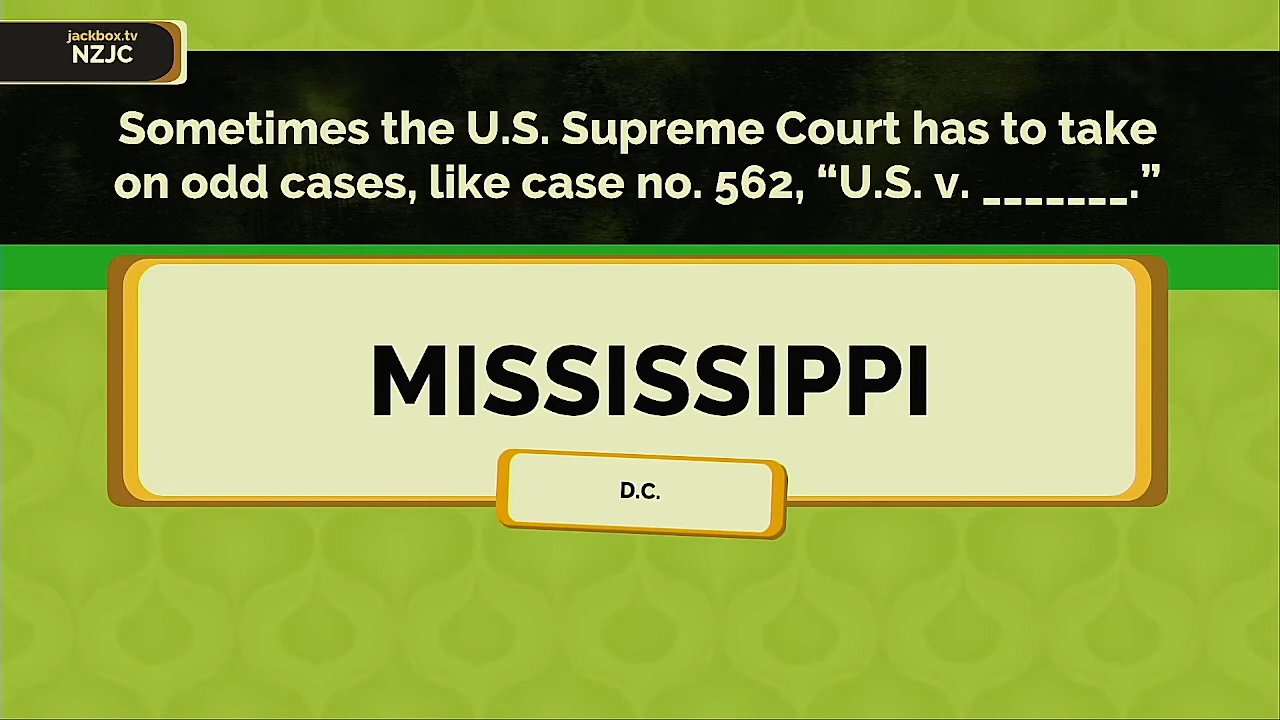 jackbox.tv
NZJC
Sometimes the U.S. Supreme Court has to take
on odd cases, like case no. 562, “U.S. v. _______.”
MISSISSIPPI
D.C.